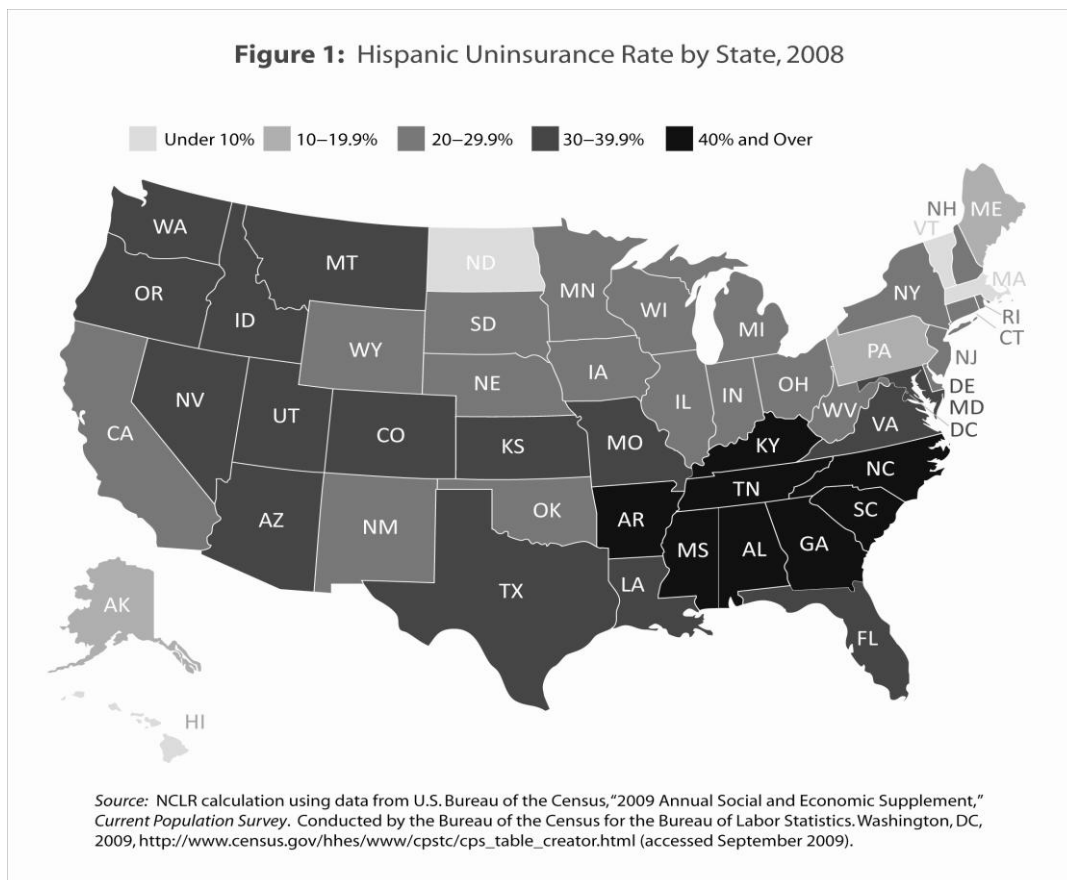 Figure 1: Hispanic Uninsurance Rate by State, 2008
Under 10% 10–19.9% 20–29.9% 30–39.9% 40% and Over
WA
MT
ND
MN
VT
NH
ME
OR
ID
WY
SD
WI
MI
NY
MA
RI
CT
NV
UT
CO
NE
IA
IL
IN
OH
PA
NJ
CA
KS
MO
KY
WV
VA
DE
MD
DC
AZ
NM
OK
AR
TN
NC
SC
TX
LA
MS
AL
GA
FL
AK
HI
Source: NCLR calculation using data from U.S. Bureau of the Census, “2009 Annual Social and Economic Supplement,”
Current Population Survey. Conducted by the Bureau of the Census for the Bureau of Labor Statistics. Washington, DC,
2009, http://www.census.gov/hhes/www/cpstc/cps_table_creator.html (accessed September 2009).